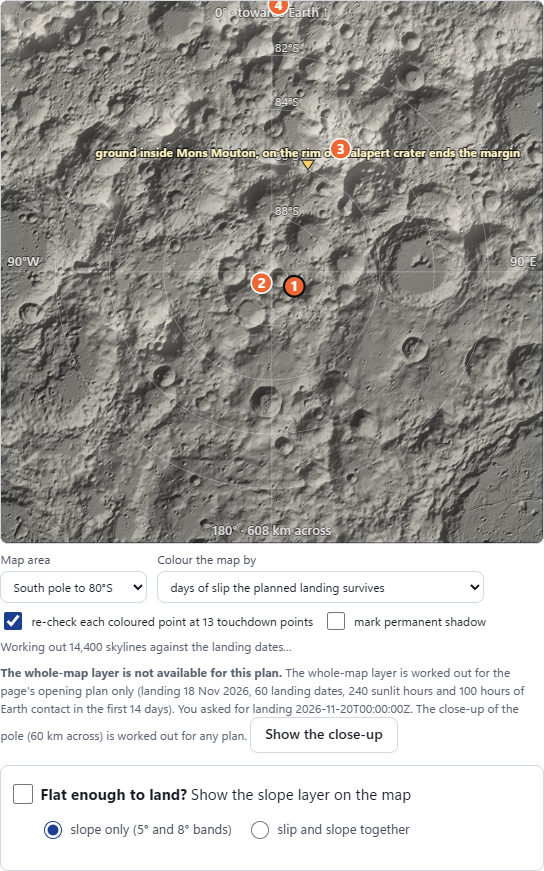 4
0° · towards Earth ↑
82°S
84°S
3
ground inside Mons Mouton, on the rim of Malapert crater ends the margin
88°S
90°W
90°E
2
1
180° · 608 km across
Map area
Colour the map by
South pole to 80°S
days of slip the planned landing survives
re-check each coloured point at 13 touchdown points
mark permanent shadow
Working out 14,400 skylines against the landing dates...
The whole-map layer is not available for this plan. The whole-map layer is worked out for the
page's opening plan only (landing 18 Nov 2026, 60 landing dates, 240 sunlit hours and 100 hours of
Earth contact in the first 14 days). You asked for landing 2026-11-20T00:00:00Z. The close-up of the
pole (60 km across) is worked out for any plan. Show the close-up
Flat enough to land? Show the slope layer on the map
slope only (5° and 8° bands)
slip and slope together